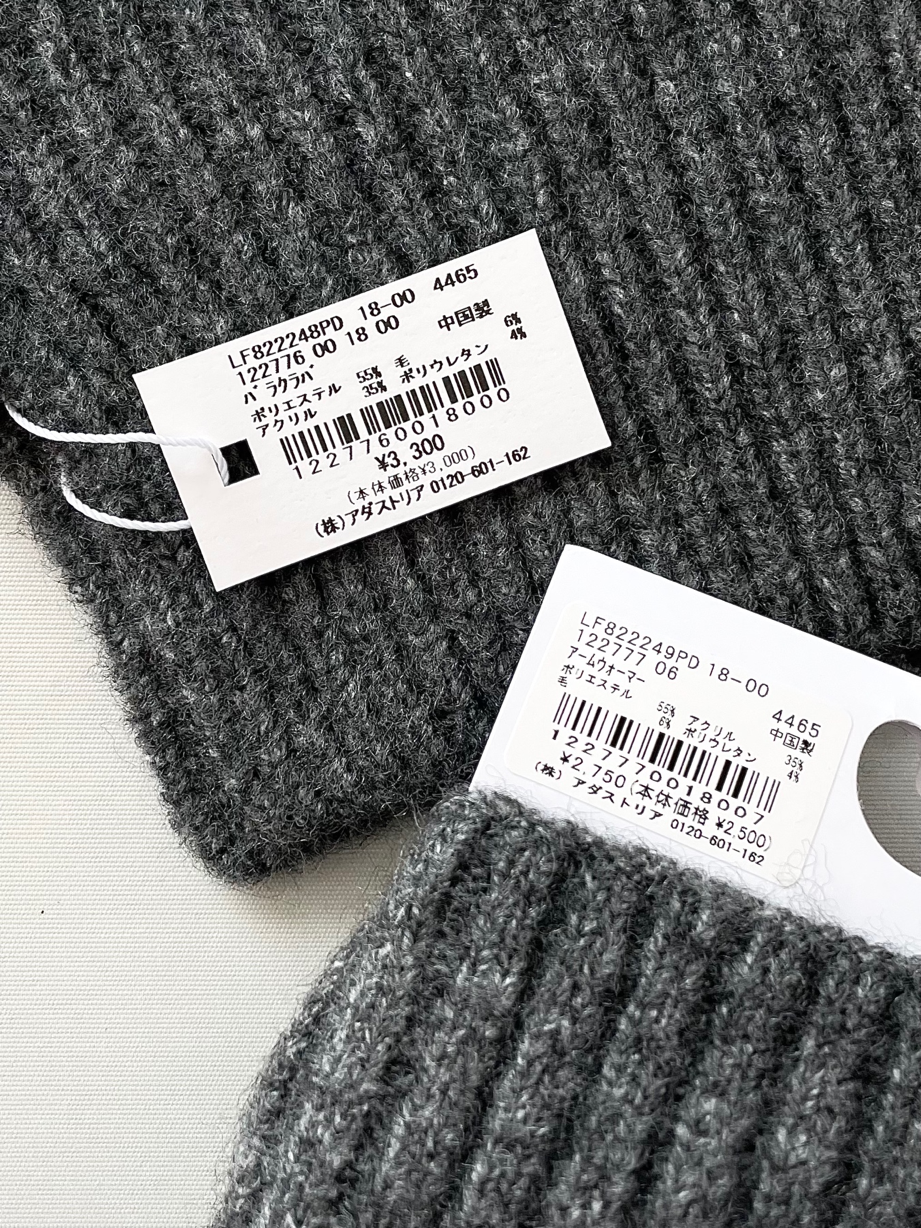 LF822248PD 18-00 4465
122776 00 18 00 中国製
バラクラバ
ポリエステル 55% 毛 6%
アクリル 35% ポリウレタン 4%
1227760018000
¥3,300
(本体価格¥3,000)
(株)アダストリア 0120-601-162
LF822249PD 18-00 4465
122777 06 中国製
アームウォーマー
ポリエステル 55% アクリル 35%
毛 6% ポリウレタン 4%
1227770018007
¥2,750(本体価格 ¥2,500)
(株) アダストリア 0120-601-162